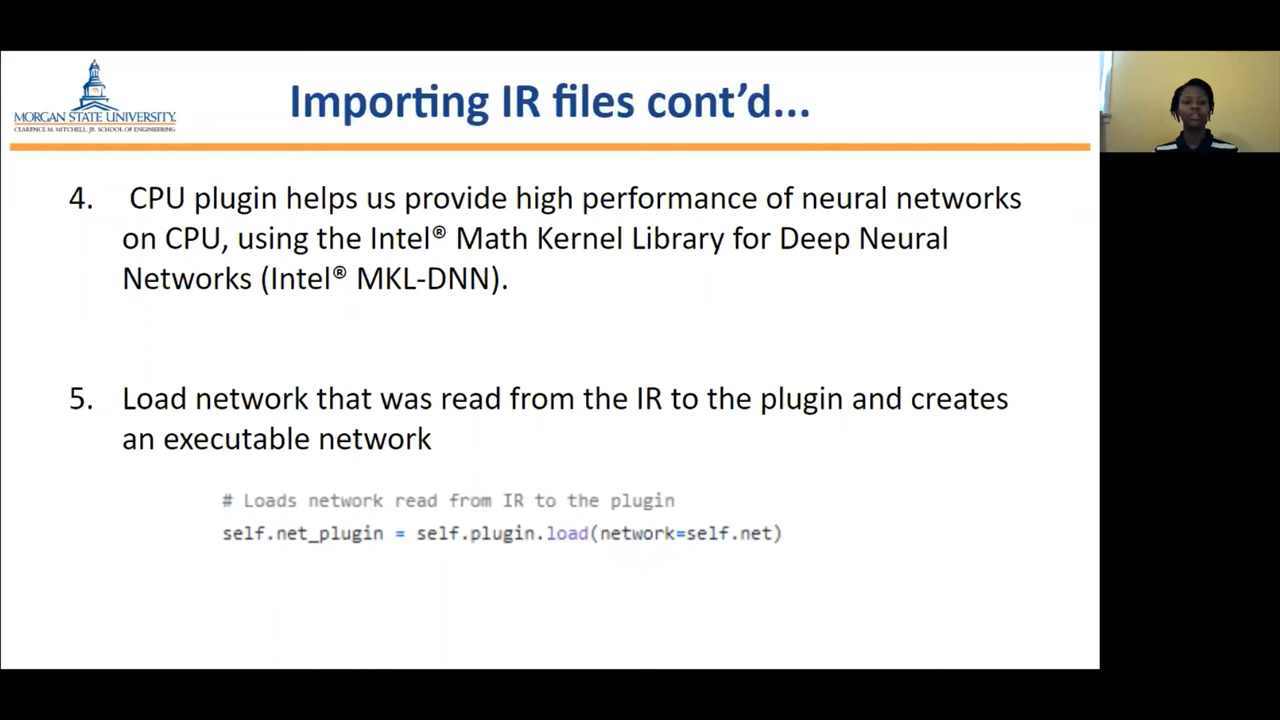 MORGAN STATE UNIVERSITY
CLARENCE M. MITCHELL, JR. SCHOOL OF ENGINEERING
Importing IR files cont’d...
4. CPU plugin helps us provide high performance of neural networks
on CPU, using the Intel® Math Kernel Library for Deep Neural
Networks (Intel® MKL-DNN).
5. Load network that was read from the IR to the plugin and creates
an executable network
# Loads network read from IR to the plugin
self.net_plugin = self.plugin.load(network=self.net)